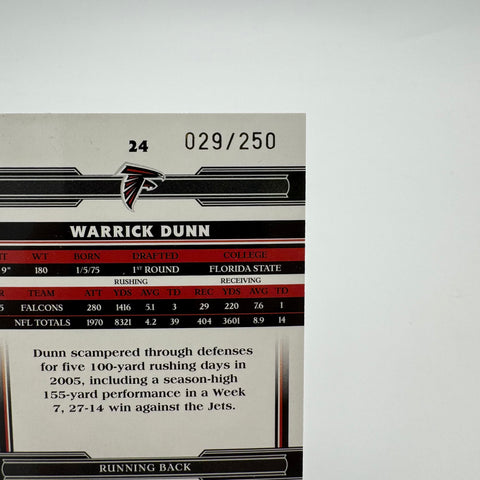 24 029/250
WARRICK DUNN
WT BORN DRAFTED COLLEGE
9" 180 1/5/75 1ST ROUND FLORIDA STATE
RUSHING RECEIVING
TEAM ATT YDS AVG TD REC YDS AVG TD
FALCONS 280 1416 5.1 3 29 220 7.6 1
NFL TOTALS 1970 8321 4.2 39 404 3601 8.9 14
Dunn scampered through defenses
for five 100-yard rushing days in
2005, including a season-high
155-yard performance in a Week
7, 27-14 win against the Jets.
RUNNING BACK